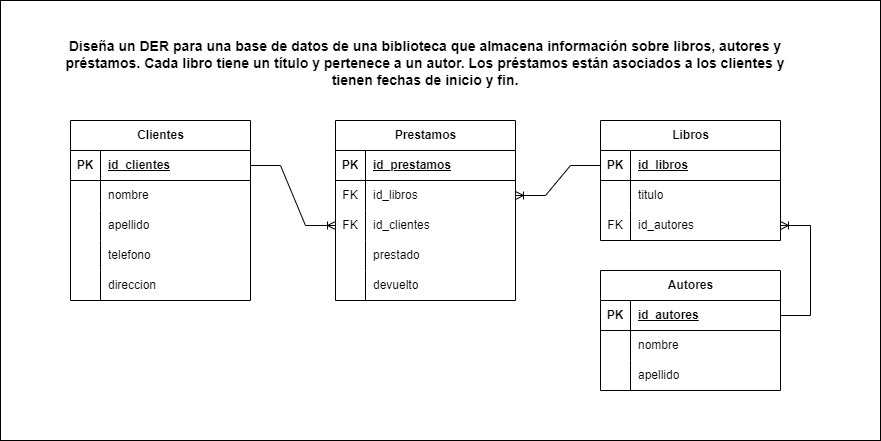 Diseña un DER para una base de datos de una biblioteca que almacena información sobre libros, autores y
préstamos. Cada libro tiene un título y pertenece a un autor. Los préstamos están asociados a los clientes y
tienen fechas de inicio y fin.
Clientes
PK id_clientes
nombre
apellido
telefono
direccion
Prestamos
PK id_prestamos
FK id_libros
FK id_clientes
prestado
devuelto
Libros
PK id_libros
titulo
FK id_autores
Autores
PK id_autores
nombre
apellido